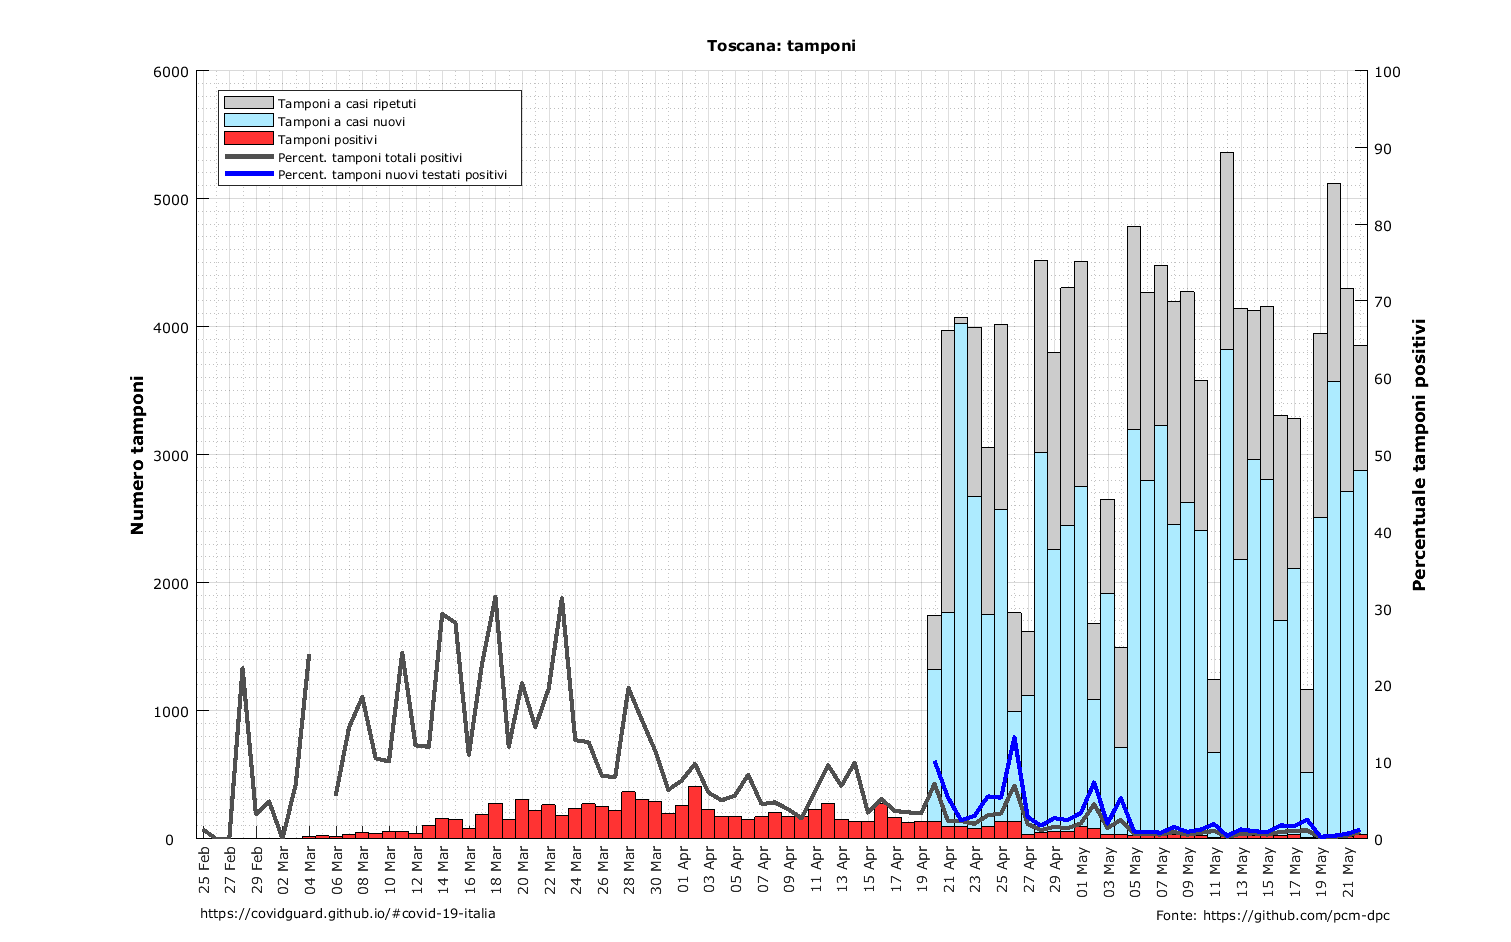 Toscana: tamponi
Tamponi a casi ripetuti
Tamponi a casi nuovi
Tamponi positivi
Percent. tamponi totali positivi
Percent. tamponi nuovi testati positivi
Numero tamponi
6000
5000
4000
3000
2000
1000
0
Percentuale tamponi positivi
100
90
80
70
60
50
40
30
20
10
0
25 Feb
27 Feb
29 Feb
02 Mar
04 Mar
06 Mar
08 Mar
10 Mar
12 Mar
14 Mar
16 Mar
18 Mar
20 Mar
22 Mar
24 Mar
26 Mar
28 Mar
30 Mar
01 Apr
03 Apr
05 Apr
07 Apr
09 Apr
11 Apr
13 Apr
15 Apr
17 Apr
19 Apr
21 Apr
23 Apr
25 Apr
27 Apr
29 Apr
01 May
03 May
05 May
07 May
09 May
11 May
13 May
15 May
17 May
19 May
21 May
https://covidguard.github.io/#covid-19-italia
Fonte: https://github.com/pcm-dpc